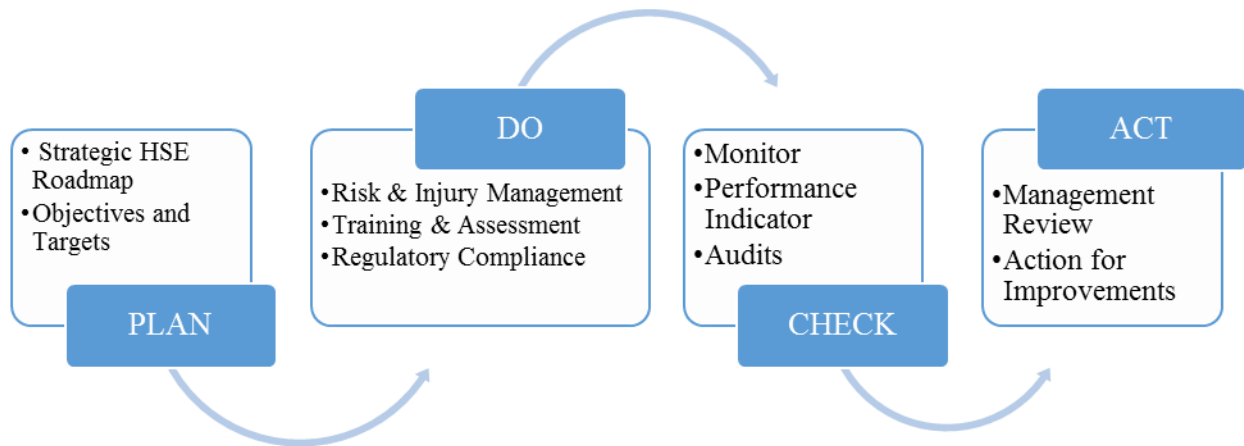 • Strategic HSE
Roadmap
•Objectives and
Targets
PLAN
DO
•Risk & Injury Management
•Training & Assessment
•Regulatory Compliance
•Monitor
•Performance
Indicator
•Audits
CHECK
ACT
•Management
Review
•Action for
Improvements